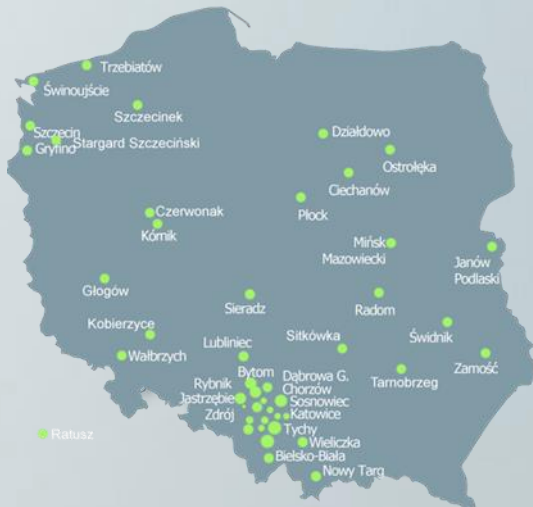 Trzebiatów
Świnoujście
Szczecinek
Szczecin
Stargard Szczeciński
Gryfino
Działdowo
Ostrołęka
Ciechanów
Płock
Czerwonak
Kórnik
Mińsk
Mazowiecki
Janów
Podlaski
Głogów
Sieradz
Radom
Kobierzyce
Świdnik
Sitkówka
Lubliniec
Wałbrzych
Zamość
Tarnobrzeg
Bytom
Dąbrowa G.
Rybnik
Chorzów
Jastrzębie
Zdrój
Sosnowiec
Katowice
Tychy
Ratusz
Wieliczka
Bielsko-Biała
Nowy Targ